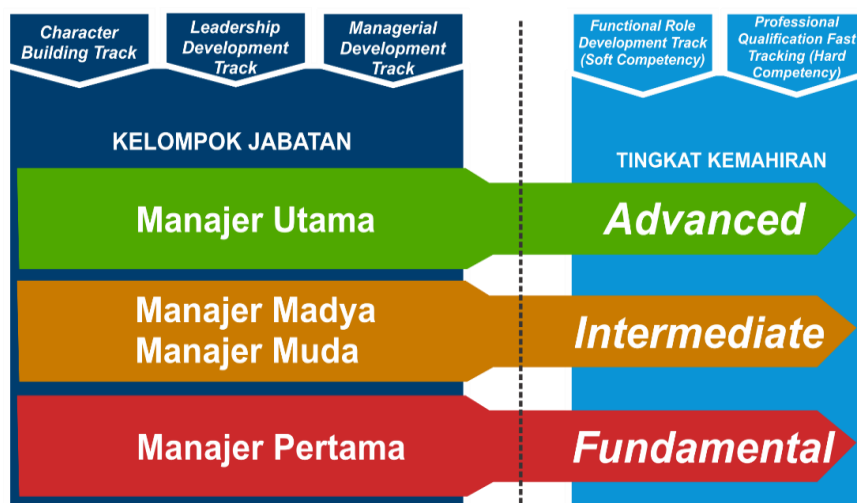 Character
Building Track
Leadership
Development
Track
Managerial
Development
Track
Functional Role
Development Track
(Soft Competency)
Professional
Qualification Fast
Tracking (Hard
Competency)
KELOMPOK JABATAN
TINGKAT KEMAHIRAN
Manajer Utama
Advanced
Manajer Madya
Manajer Muda
Intermediate
Manajer Pertama
Fundamental